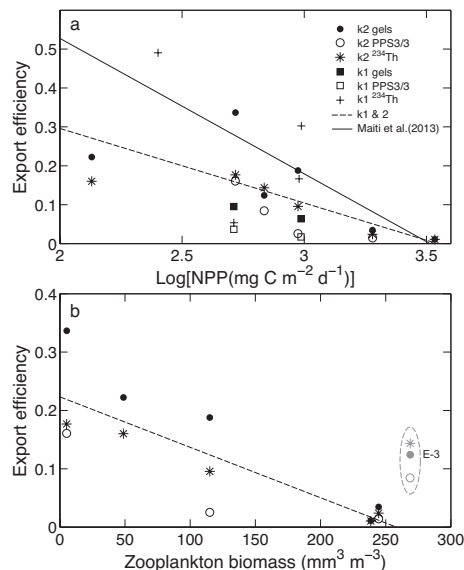 a
k2 gels
k2 PPS3/3
k2 ²³⁴Th
k1 gels
k1 PPS3/3
k1 ²³⁴Th
k1 & 2
Maiti et al.(2013)
0.5
0.4
0.3
0.2
0.1
0
Export efficiency
2
2.5
3
3.5
Log[NPP(mg C m⁻² d⁻¹)]
b
0.4
0.3
0.2
0.1
0
Export efficiency
E-3
0
50
100
150
200
250
300
Zooplankton biomass (mm³ m⁻³)